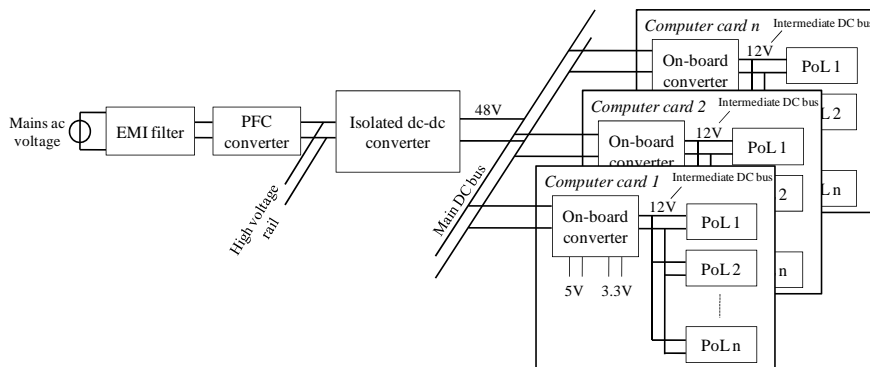 Mains ac
voltage
EMI filter
PFC
converter
High voltage
rail
Isolated dc-dc
converter
48V
Main DC bus
Computer card n
Intermediate DC bus
12V
On-board
converter
PoL 1
L 2
L n
Computer card 2
Intermediate DC bus
12V
On-board
converter
PoL 1
2
n
Computer card 1
Intermediate DC bus
12V
On-board
converter
5V
3.3V
PoL 1
PoL 2
PoL n